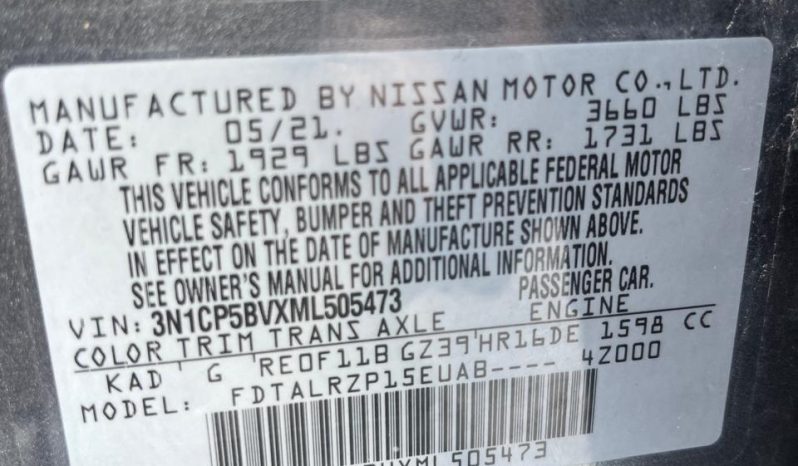 MANUFACTURED BY NISSAN MOTOR CO., LTD.
DATE: 05/21. GVWR: 3660 LBS
GAWR FR: 1929 LBS GAWR RR: 1731 LBS
THIS VEHICLE CONFORMS TO ALL APPLICABLE FEDERAL MOTOR
VEHICLE SAFETY, BUMPER AND THEFT PREVENTION STANDARDS
IN EFFECT ON THE DATE OF MANUFACTURE SHOWN ABOVE.
SEE OWNER'S MANUAL FOR ADDITIONAL INFORMATION.
VIN: 3N1CP5BVXML505473 PASSENGER CAR.
COLOR TRIM TRANS AXLE ENGINE
KAD G RE0F11B GZ39 HR16DE 1598 CC
MODEL: FDTALRZP15EUAB---- 4Z000
XML505473